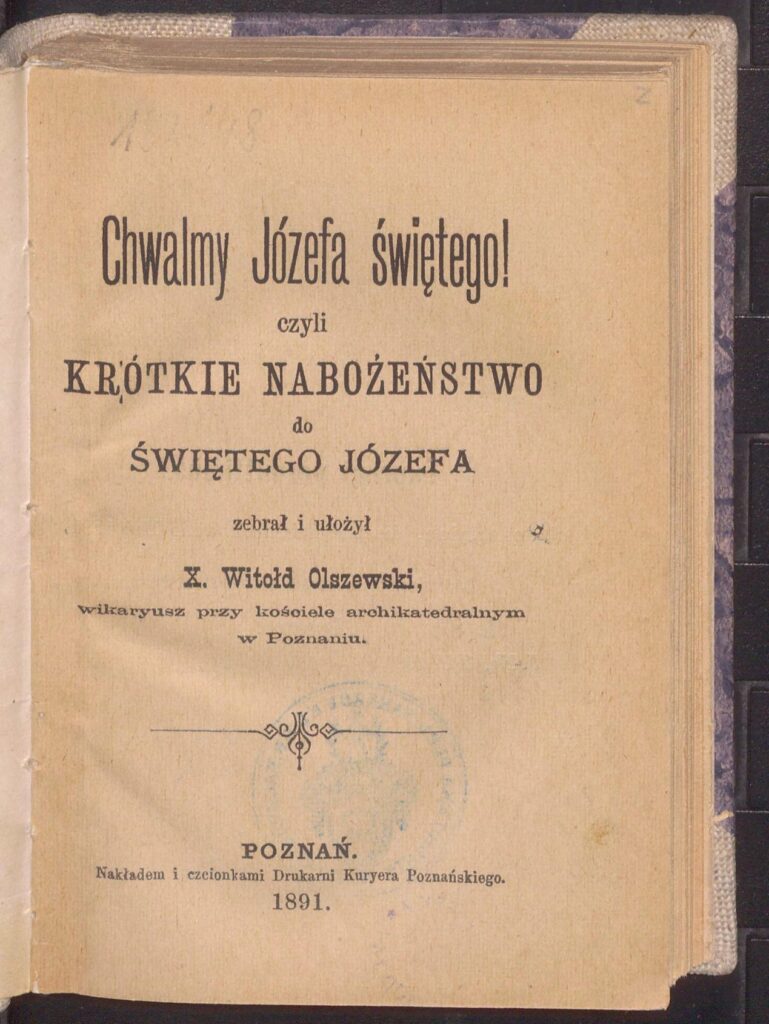 Chwalmy Józefa świętego!
czyli
KRÓTKIE NABOŻEŃSTWO
do
ŚWIĘTEGO JÓZEFA
zebrał i ułożył
X. Witołd Olszewski,
wikaryusz przy kościele archikatedralnym
w Poznaniu.
POZNAŃ.
Nakładem i czcionkami Drukarni Kuryera Poznańskiego.
1891.